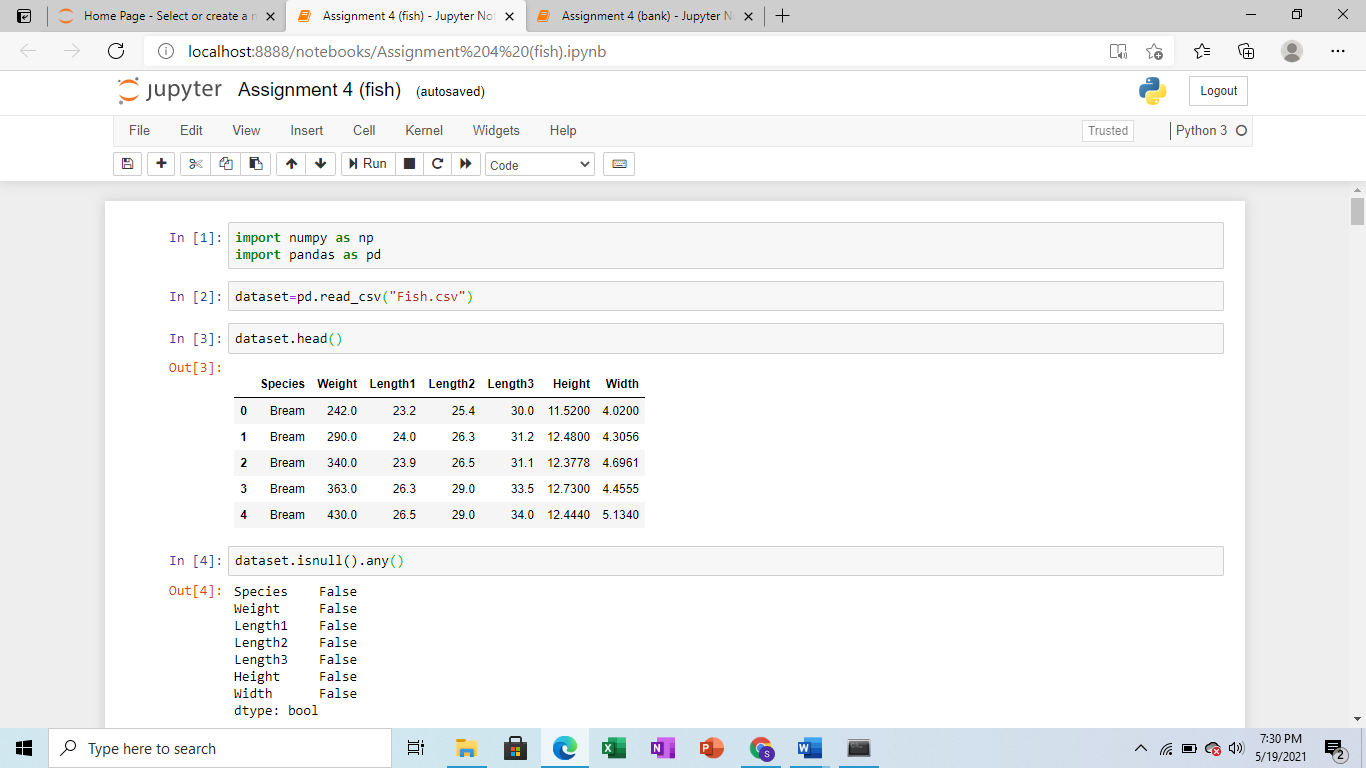 Home Page - Select or create a n
Assignment 4 (fish) - Jupyter Not
Assignment 4 (bank) - Jupyter N
localhost:8888/notebooks/Assignment%204%20(fish).ipynb
jupyter Assignment 4 (fish) (autosaved)
Logout
File Edit View Insert Cell Kernel Widgets Help
Trusted
Python 3
Run
Code
In [1]: import numpy as np
import pandas as pd
In [2]: dataset=pd.read_csv("Fish.csv")
In [3]: dataset.head()
Out[3]:
Species Weight Length1 Length2 Length3 Height Width
0 Bream 242.0 23.2 25.4 30.0 11.5200 4.0200
1 Bream 290.0 24.0 26.3 31.2 12.4800 4.3056
2 Bream 340.0 23.9 26.5 31.1 12.3778 4.6961
3 Bream 363.0 26.3 29.0 33.5 12.7300 4.4555
4 Bream 430.0 26.5 29.0 34.0 12.4440 5.1340
In [4]: dataset.isnull().any()
Out[4]: Species False
Weight False
Length1 False
Length2 False
Length3 False
Height False
Width False
dtype: bool
Type here to search
7:30 PM
5/19/2021
2